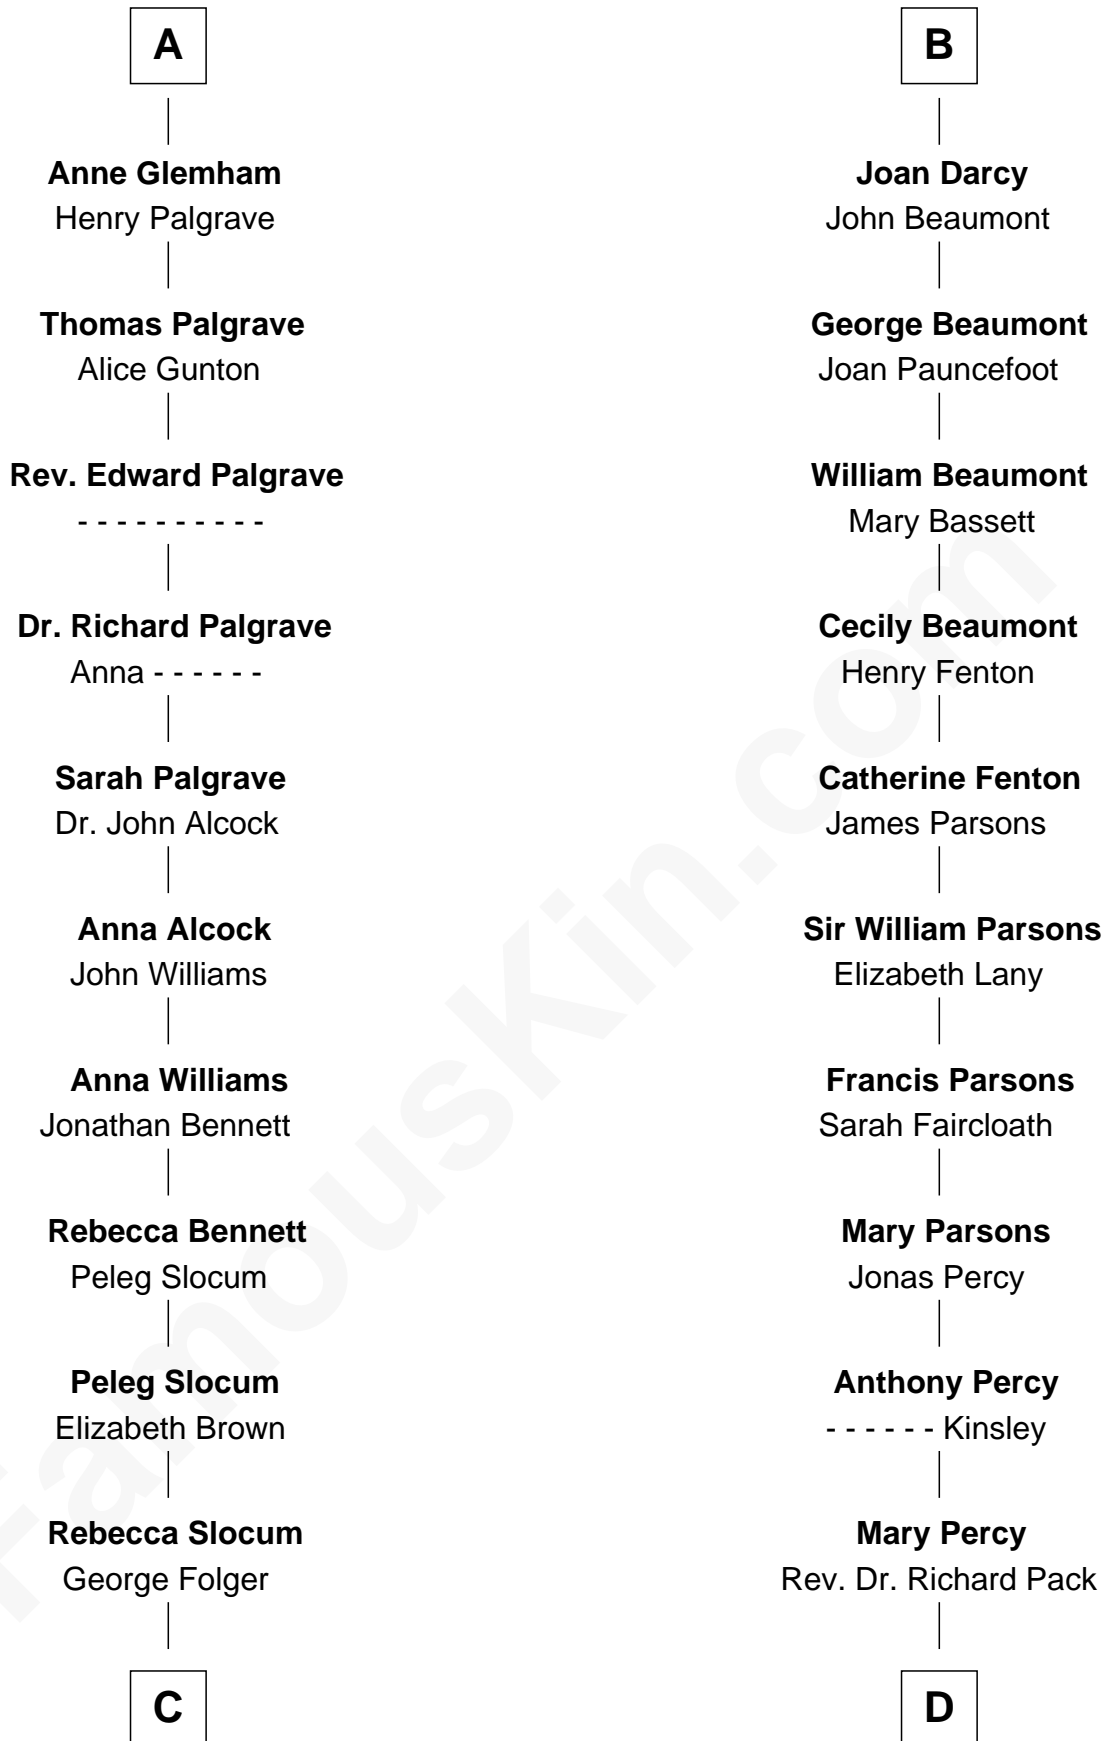 A
Anne Glemham
Henry Palgrave
Thomas Palgrave
Alice Gunton
Rev. Edward Palgrave
- - - - - - - - - -
Dr. Richard Palgrave
Anna - - - - - -
Sarah Palgrave
Dr. John Alcock
Anna Alcock
John Williams
Anna Williams
Jonathan Bennett
Rebecca Bennett
Peleg Slocum
Peleg Slocum
Elizabeth Brown
Rebecca Slocum
George Folger
C
B
Joan Darcy
John Beaumont
George Beaumont
Joan Pauncefoot
William Beaumont
Mary Bassett
Cecily Beaumont
Henry Fenton
Catherine Fenton
James Parsons
Sir William Parsons
Elizabeth Lany
Francis Parsons
Sarah Faircloath
Mary Parsons
Jonas Percy
Anthony Percy
- - - - - - Kinsley
Mary Percy
Rev. Dr. Richard Pack
D
FamousKin.com